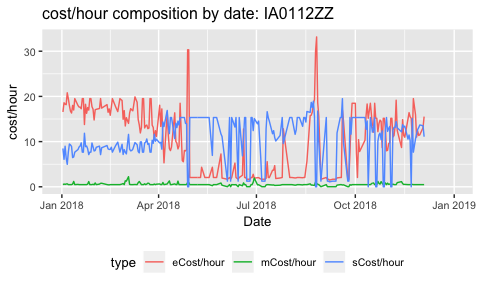 cost/hour composition by date: IA0112ZZ
30
20
10
0
cost/hour
Jan 2018 Apr 2018 Jul 2018 Oct 2018 Jan 2019
Date
type eCost/hour mCost/hour sCost/hour